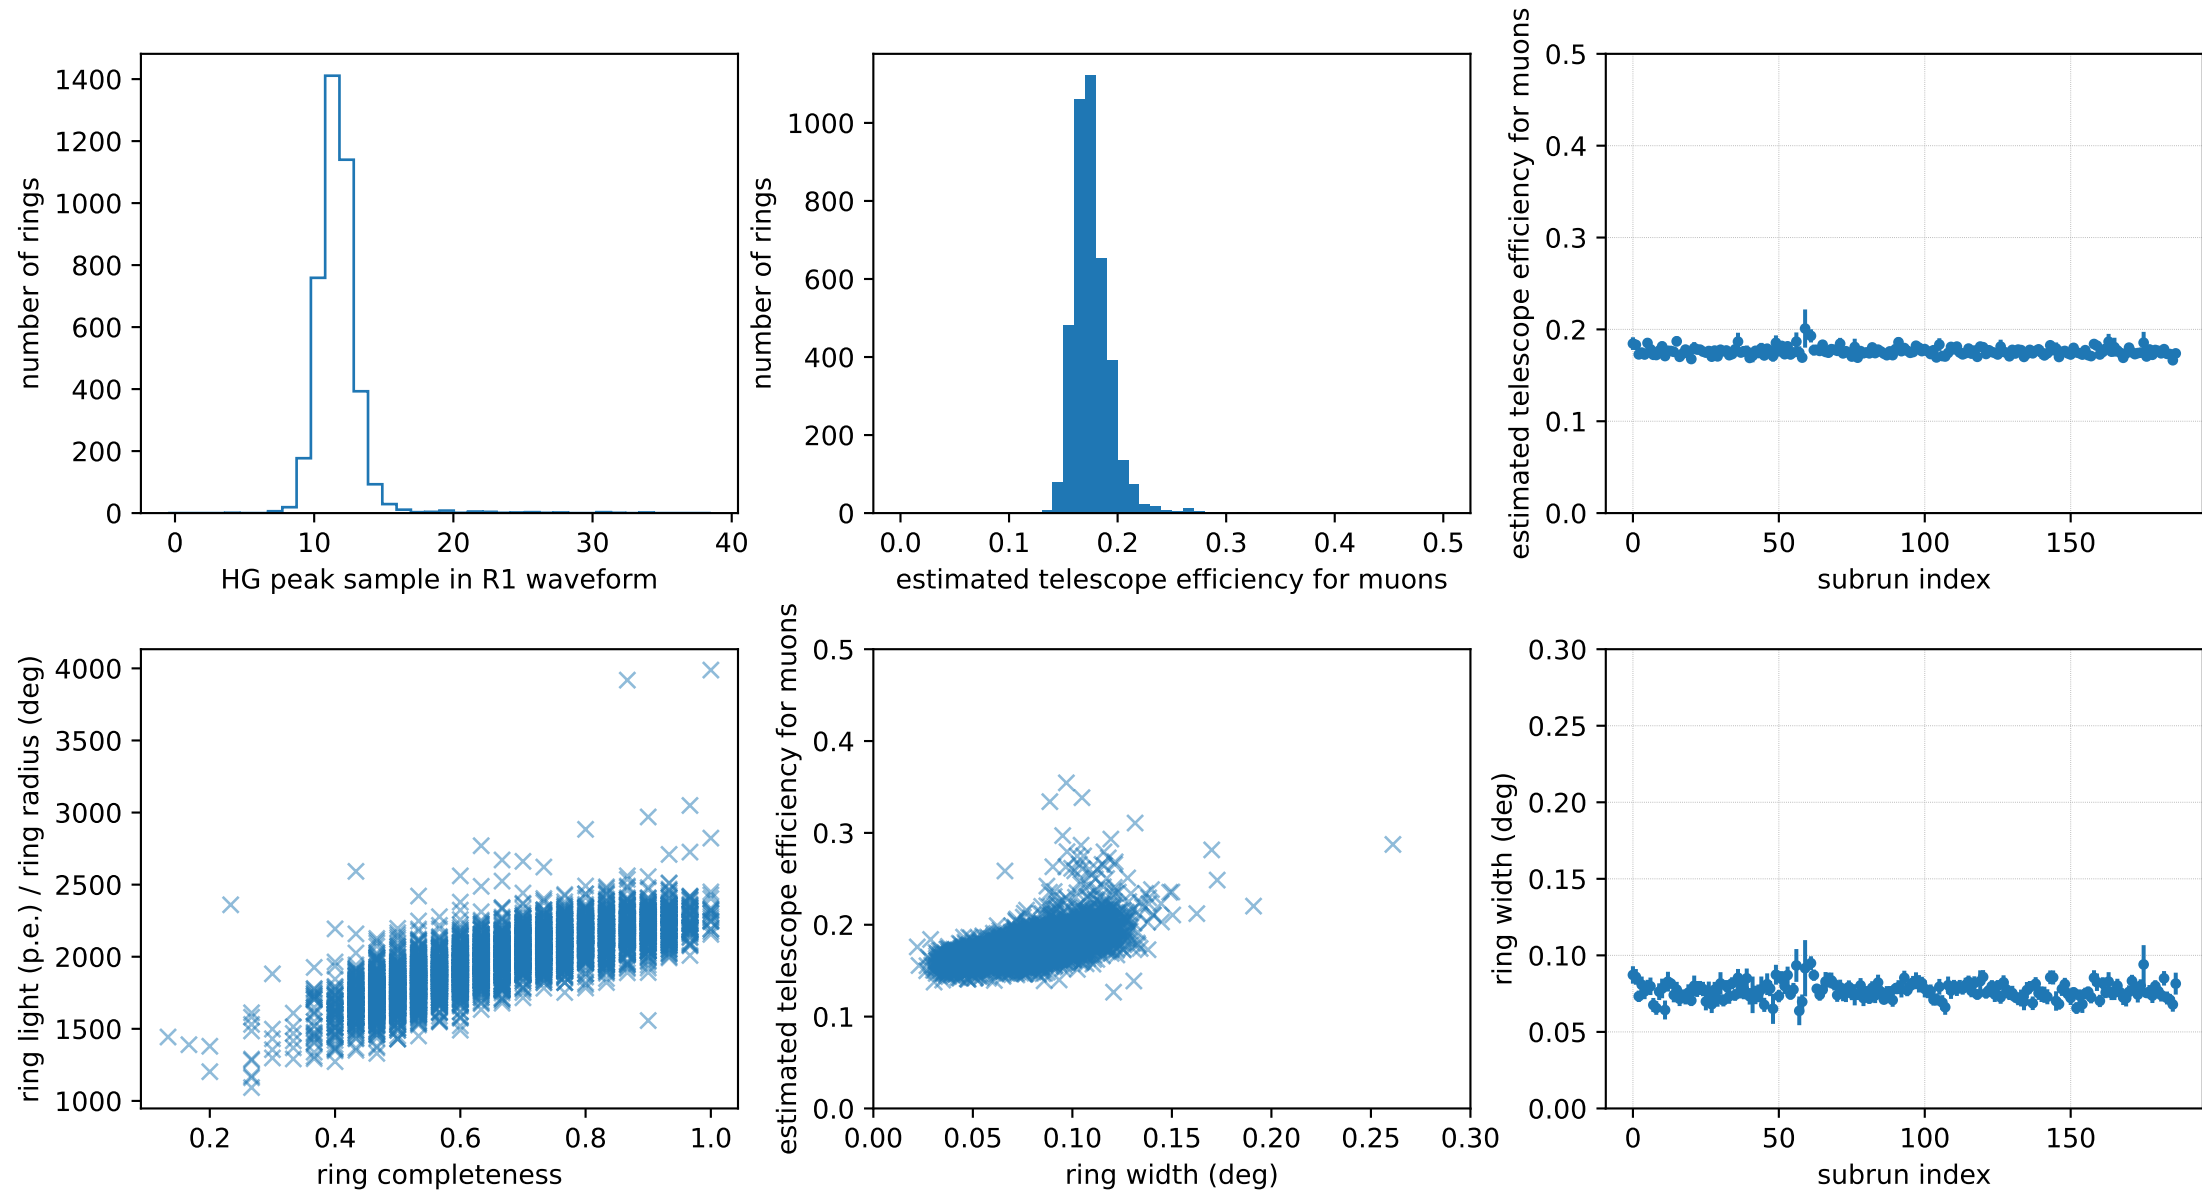 number of rings
1400
1200
1000
800
600
400
200
0
0 10 20 30 40
HG peak sample in R1 waveform
number of rings
1000
800
600
400
200
0
0.0 0.1 0.2 0.3 0.4 0.5
estimated telescope efficiency for muons
estimated telescope efficiency for muons
0.5
0.4
0.3
0.2
0.1
0.0
0 50 100 150
subrun index
ring light (p.e.) / ring radius (deg)
4000
3500
3000
2500
2000
1500
1000
0.2 0.4 0.6 0.8 1.0
ring completeness
estimated telescope efficiency for muons
0.5
0.4
0.3
0.2
0.1
0.0
0.00 0.05 0.10 0.15 0.20 0.25 0.30
ring width (deg)
ring width (deg)
0.30
0.25
0.20
0.15
0.10
0.05
0.00
0 50 100 150
subrun index